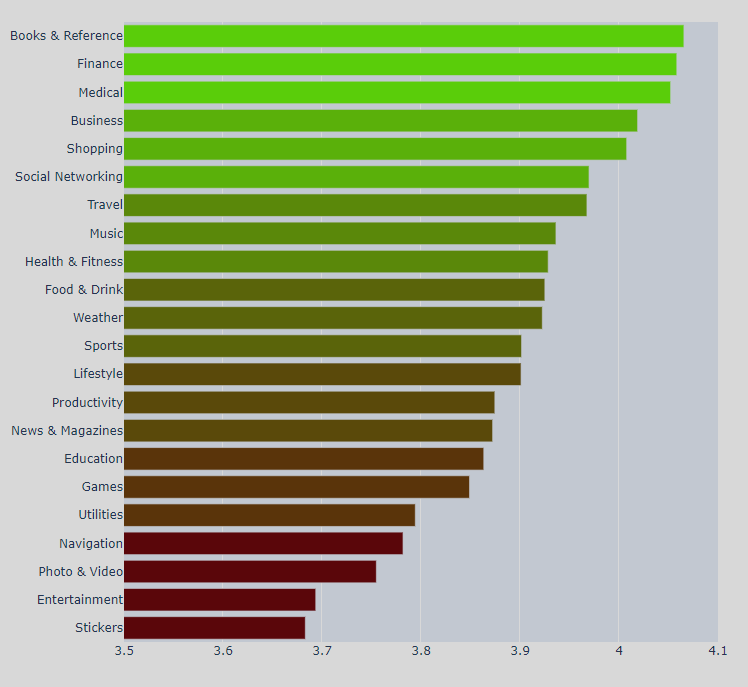 Books & Reference
Finance
Medical
Business
Shopping
Social Networking
Travel
Music
Health & Fitness
Food & Drink
Weather
Sports
Lifestyle
Productivity
News & Magazines
Education
Games
Utilities
Navigation
Photo & Video
Entertainment
Stickers
3.5 3.6 3.7 3.8 3.9 4 4.1